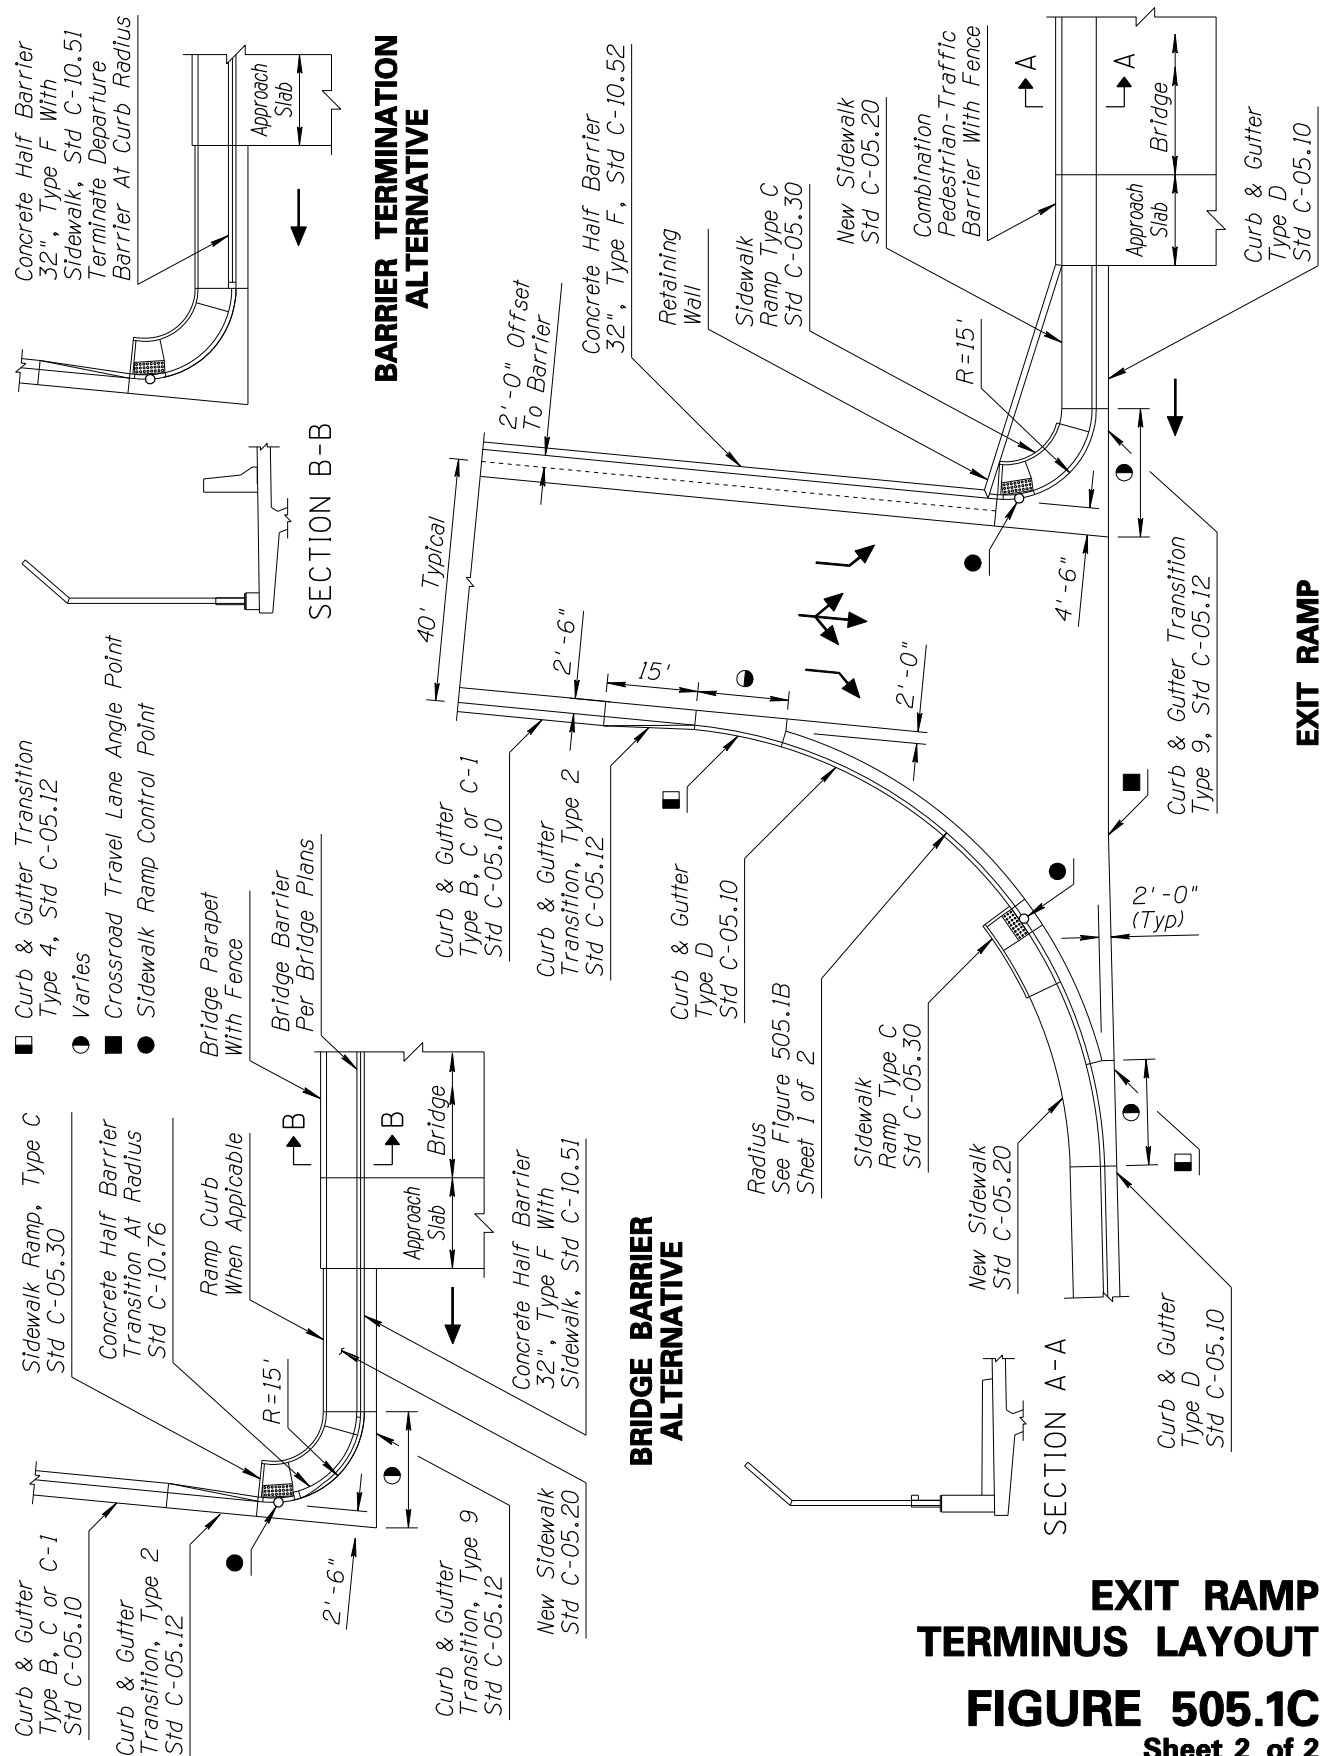 Concrete Half Barrier
32", Type F With
Sidewalk, Std C-10.51
Terminate Departure
Barrier At Curb Radius
Approach
Slab
BARRIER TERMINATION
ALTERNATIVE
SECTION B-B
Curb & Gutter Transition
Type 4, Std C-05.12
Varies
Crossroad Travel Lane Angle Point
Sidewalk Ramp Control Point
Sidewalk Ramp, Type C
Std C-05.30
Concrete Half Barrier
Transition At Radius
Std C-10.76
Ramp Curb
When Appicable
Bridge Parapet
With Fence
Bridge Barrier
Per Bridge Plans
B
B
Bridge
Approach
Slab
R=15'
2'-6"
Curb & Gutter
Type B, C or C-1
Std C-05.10
Curb & Gutter
Transition, Type 2
Std C-05.12
Curb & Gutter
Transition, Type 9
Std C-05.12
New Sidewalk
Std C-05.20
Concrete Half Barrier
32", Type F With
Sidewalk, Std C-10.51
BRIDGE BARRIER
ALTERNATIVE
40' Typical
2'-0" Offset
To Barrier
Concrete Half Barrier
32", Type F, Std C-10.52
Retaining
Wall
Sidewalk
Ramp Type C
Std C-05.30
New Sidewalk
Std C-05.20
Combination
Pedestrian-Traffic
Barrier With Fence
A
A
Bridge
Approach
Slab
Curb & Gutter
Type D
Std C-05.10
R=15'
4'-6"
Curb & Gutter Transition
Type 9, Std C-05.12
2'-6"
15'
2'-0"
Curb & Gutter
Type B, C or C-1
Std C-05.10
Curb & Gutter
Transition, Type 2
Std C-05.12
Curb & Gutter
Type D
Std C-05.10
Radius
See Figure 505.1B
Sheet 1 of 2
Sidewalk
Ramp Type C
Std C-05.30
New Sidewalk
Std C-05.20
2'-0"
(Typ)
Curb & Gutter
Type D
Std C-05.10
EXIT RAMP
SECTION A-A
EXIT RAMP
TERMINUS LAYOUT
FIGURE 505.1C
Sheet 2 of 2